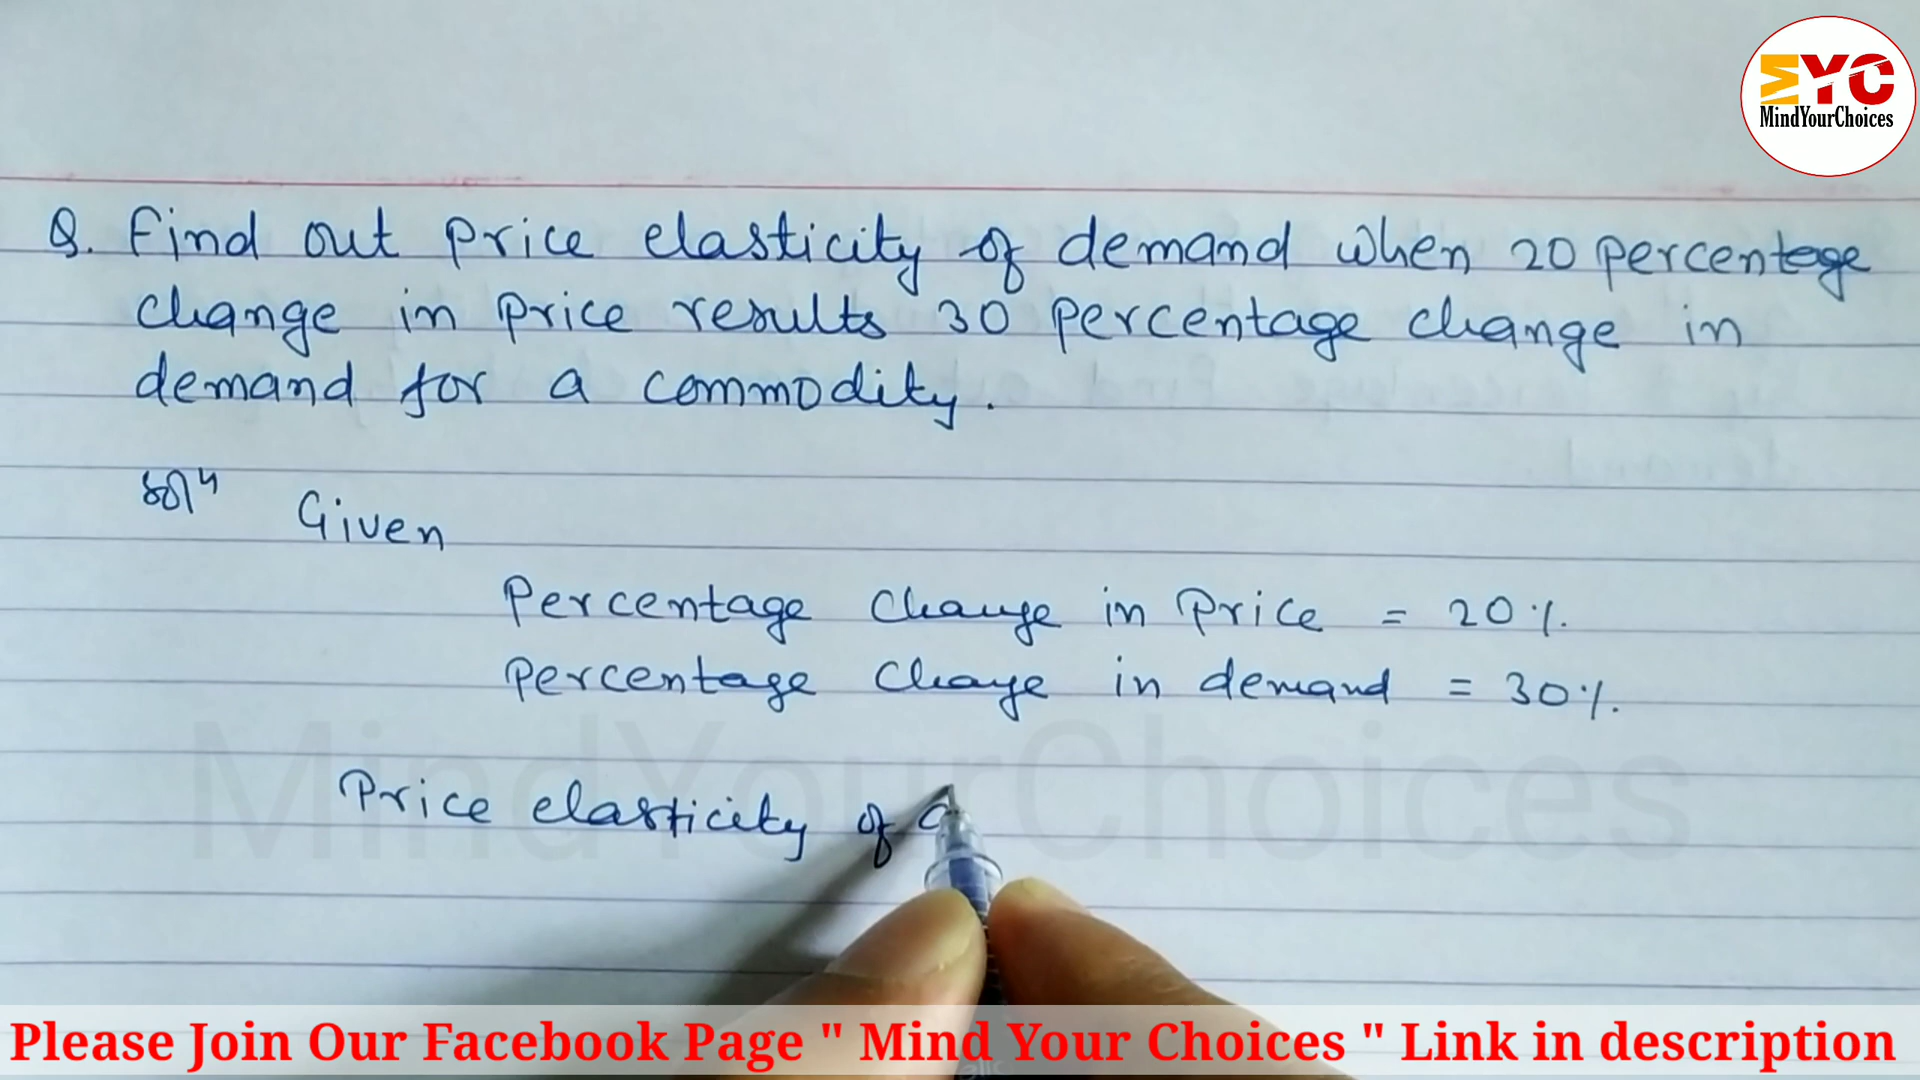 MYC
MindYourChoices
Q. Find out price elasticity of demand when 20 percentage
change in price results 30 percentage change in
demand for a commodity.
Solⁿ Given
Percentage change in price = 20%.
Percentage change in demand = 30%.
MindYourChoices
Price elasticity of d
Please Join Our Facebook Page " Mind Your Choices " Link in description